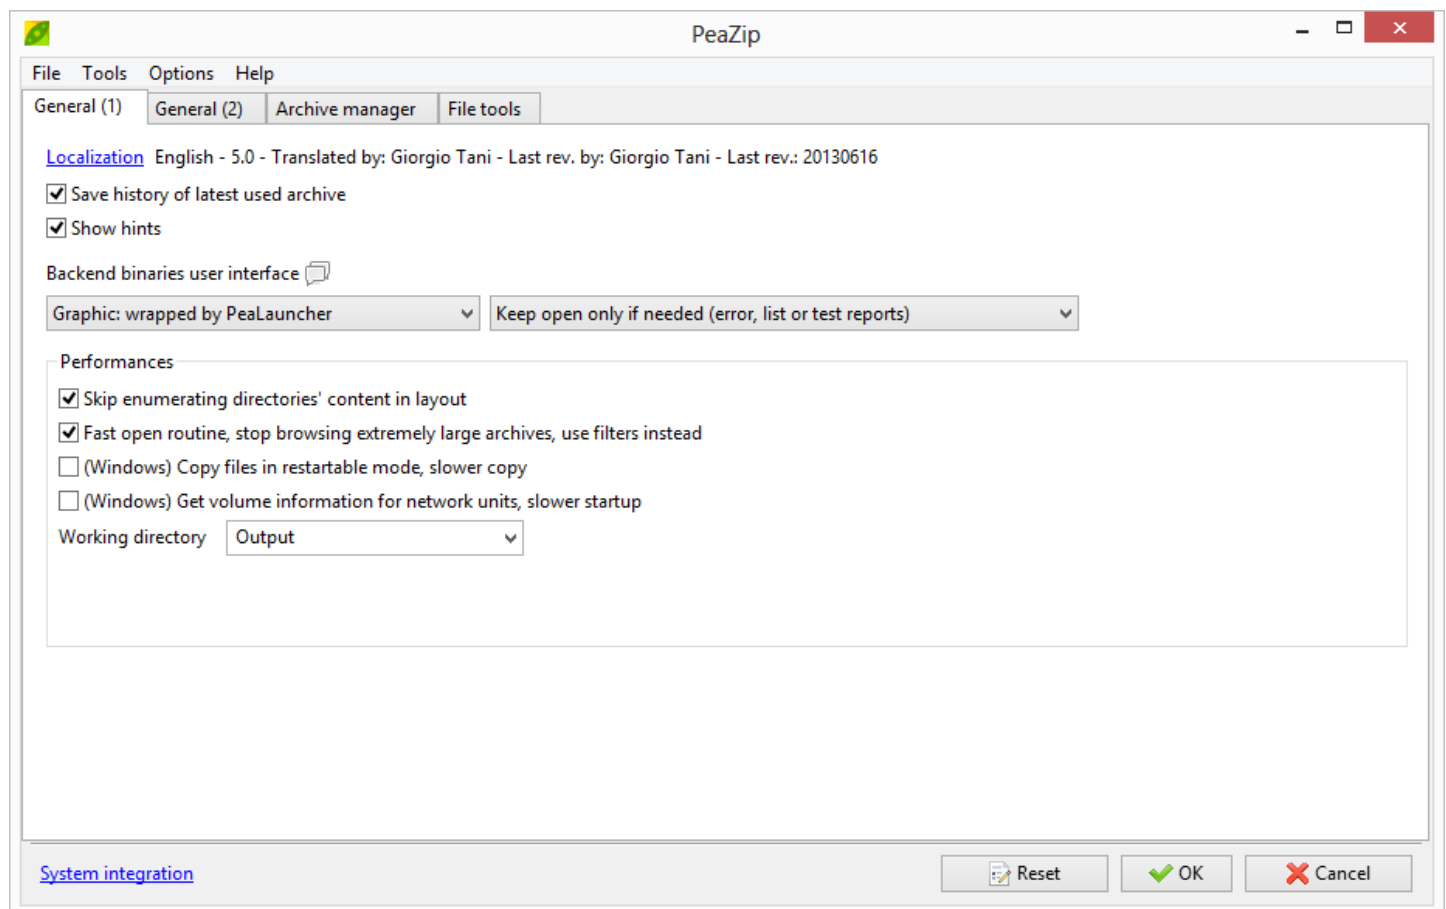 PeaZip
File Tools Options Help
General (1) General (2) Archive manager File tools
Localization English - 5.0 - Translated by: Giorgio Tani - Last rev. by: Giorgio Tani - Last rev.: 20130616
Save history of latest used archive
Show hints
Backend binaries user interface
Graphic: wrapped by PeaLauncher Keep open only if needed (error, list or test reports)
Performances
Skip enumerating directories' content in layout
Fast open routine, stop browsing extremely large archives, use filters instead
(Windows) Copy files in restartable mode, slower copy
(Windows) Get volume information for network units, slower startup
Working directory Output
System integration Reset OK Cancel